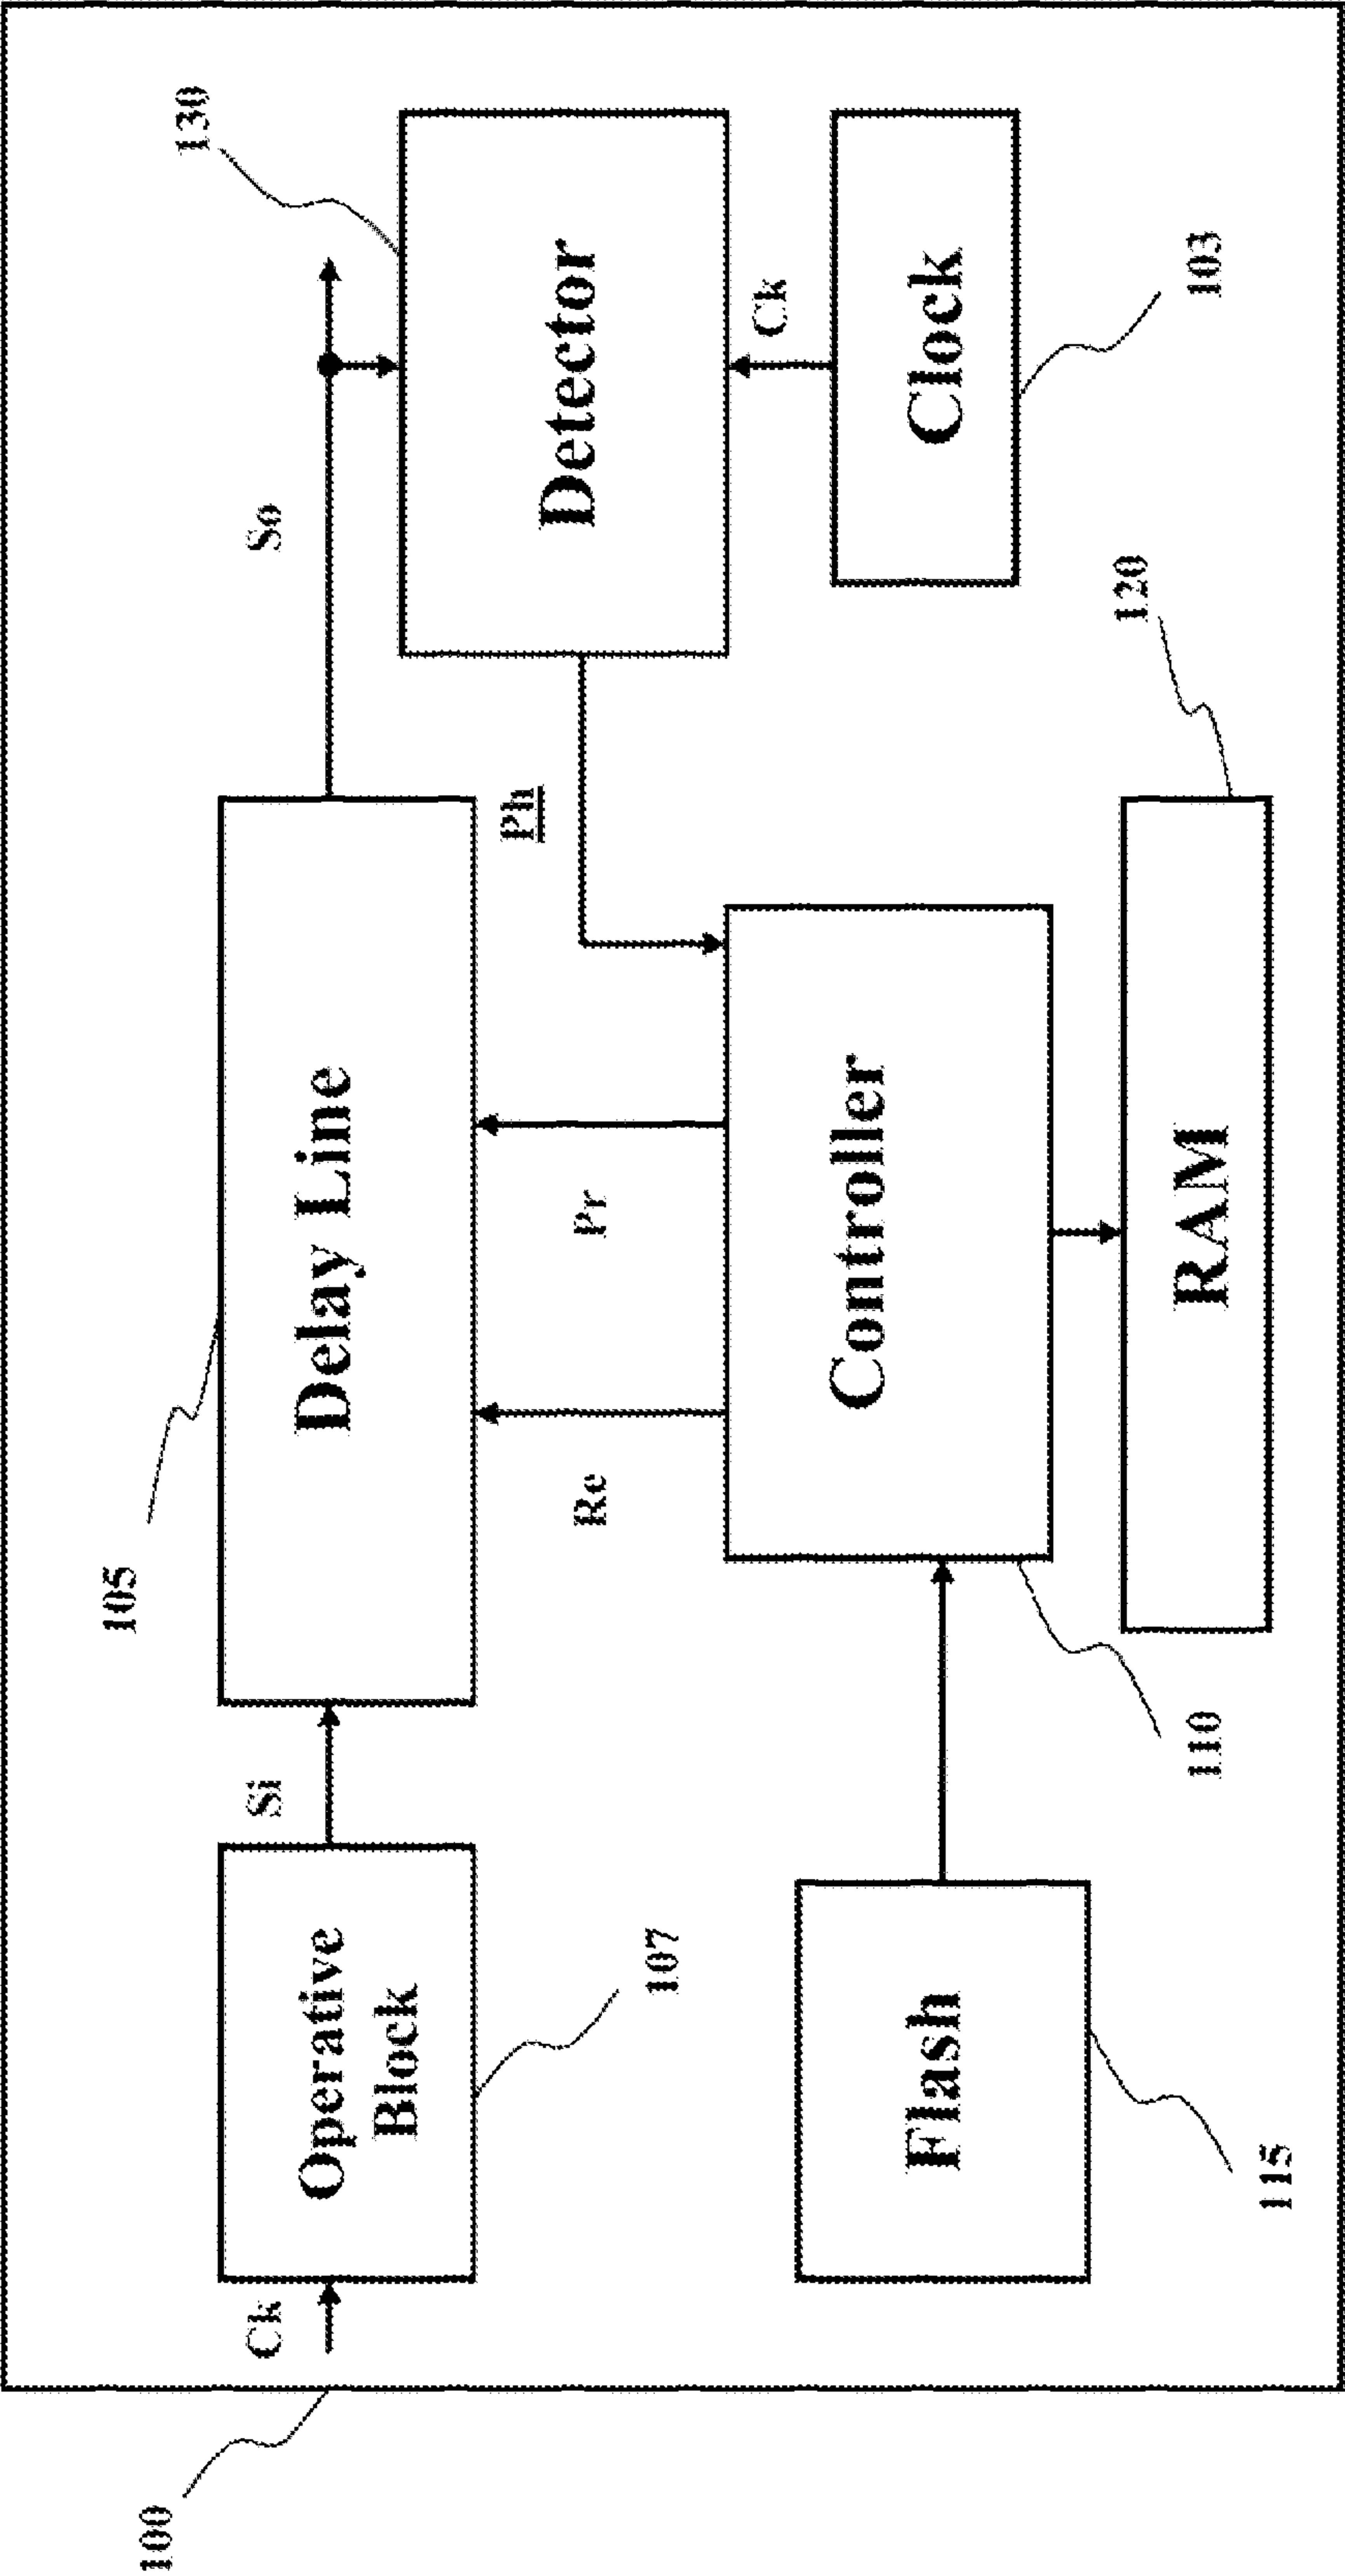 100
Ck
Operative
Block
107
Si
105
Delay Line
So
130
Re
Pr
Ph
Detector
Ck
Clock
103
Flash
115
Controller
110
RAM
120